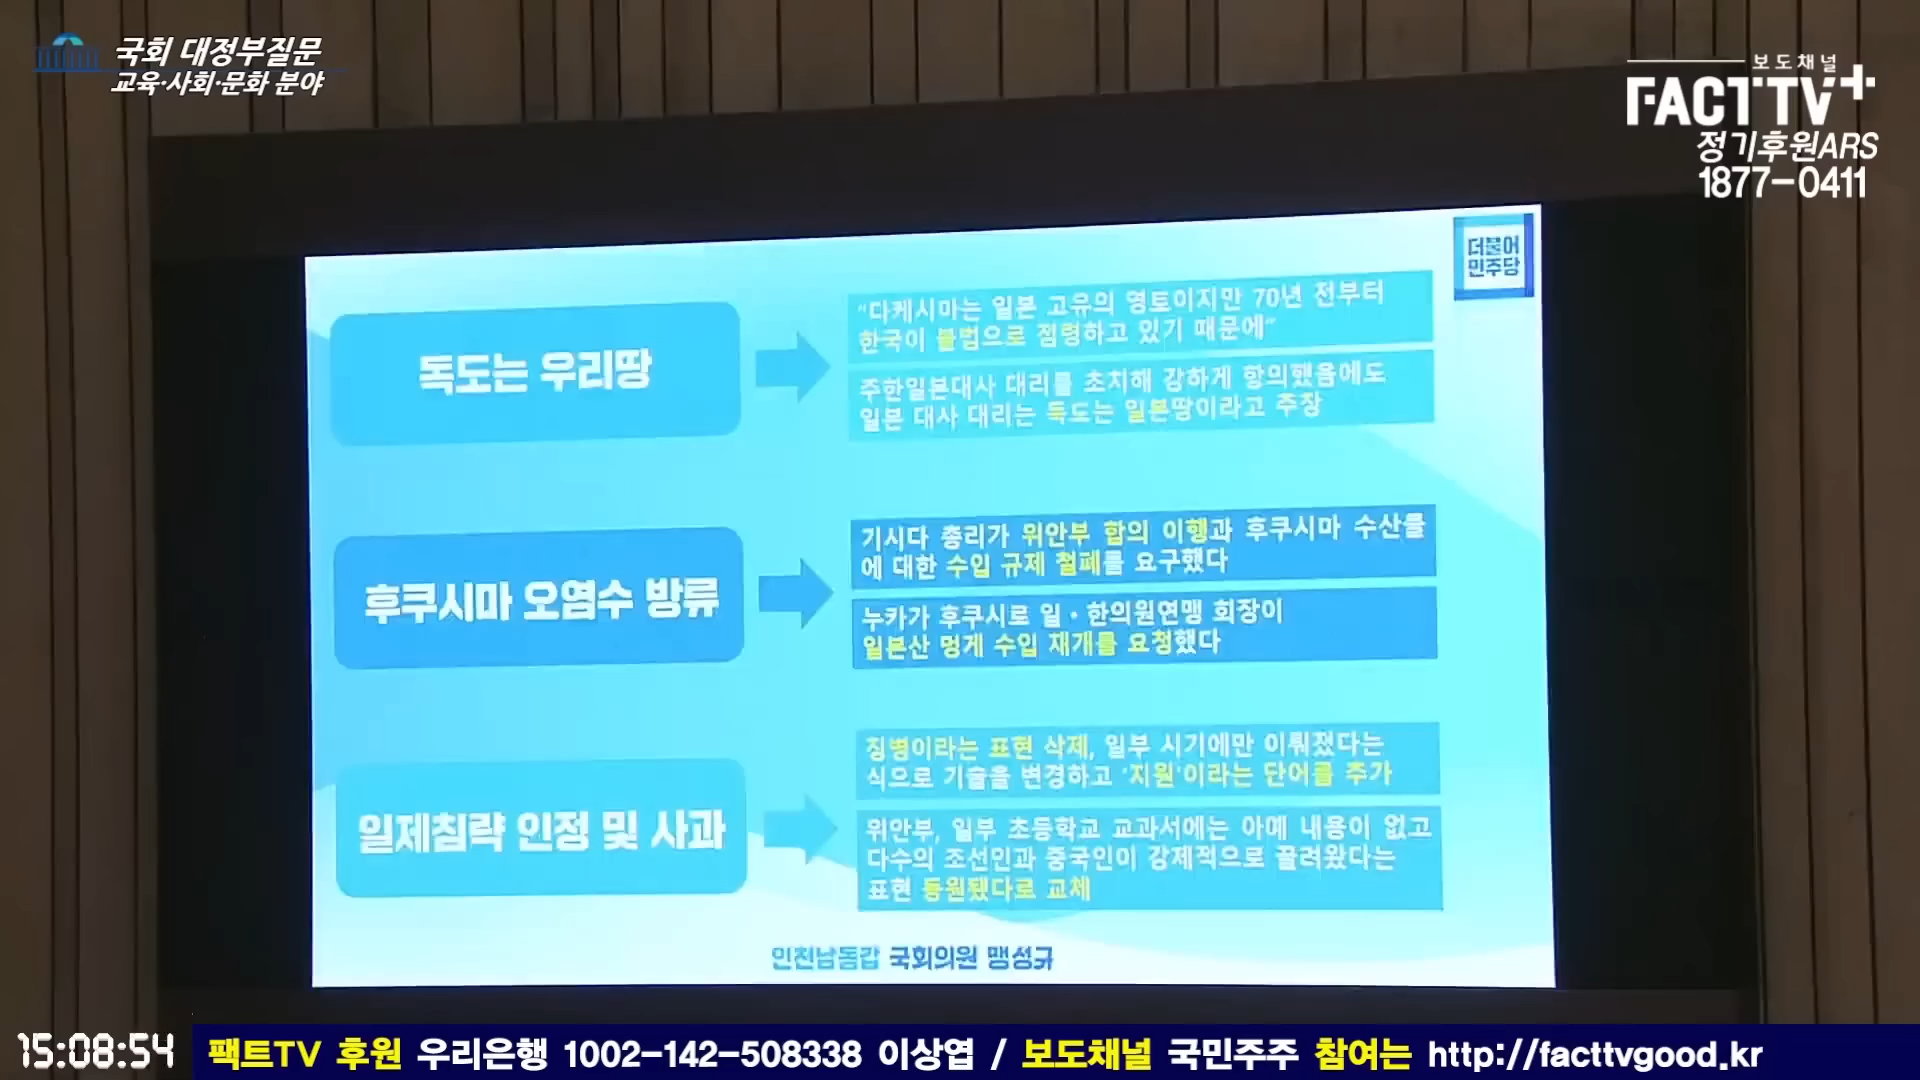 국회 대정부질문
교육·사회·문화 분야
보도채널
FACTTV+
정기후원ARS
1877-0411
더불어
민주당
독도는 우리땅
“다케시마는 일본 고유의 영토이지만 70년 전부터
한국이 불법으로 점령하고 있기 때문에”
주한일본대사 대리를 초치해 강하게 항의했음에도
일본 대사 대리는 독도는 일본땅이라고 주장
후쿠시마 오염수 방류
기시다 총리가 위안부 합의 이행과 후쿠시마 수산물
에 대한 수입 규제 철폐를 요구했다
누카가 후쿠시로 일·한의원연맹 회장이
일본산 멍게 수입 재개를 요청했다
일제침략 인정 및 사과
징병이라는 표현 삭제, 일부 시기에만 이뤄졌다는
식으로 기술을 변경하고 '지원'이라는 단어를 추가
위안부, 일부 초등학교 교과서에는 아예 내용이 없고
다수의 조선인과 중국인이 강제적으로 끌려왔다는
표현 동원됐다로 교체
인천남동갑 국회의원 맹성규
15:08:54
팩트TV 후원 우리은행 1002-142-508338 이상엽 / 보도채널 국민주주 참여는 http://facttvgood.kr